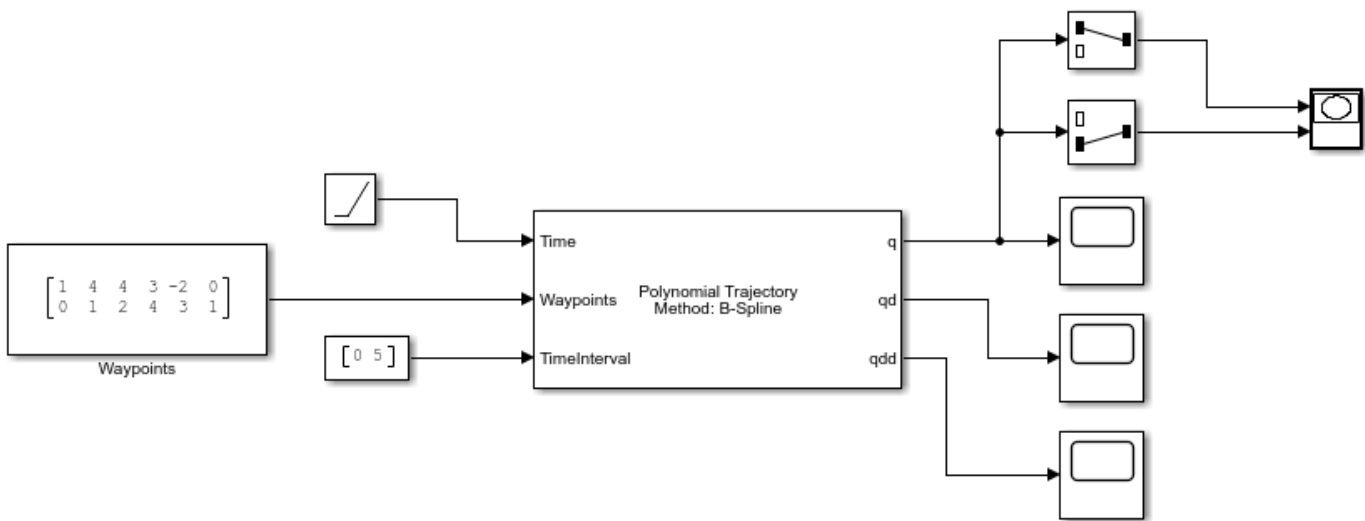 1 4 4 3 -2 0
0 1 2 4 3 1
Waypoints
[0 5]
Time
Waypoints
TimeInterval
Polynomial Trajectory
Method: B-Spline
q
qd
qdd